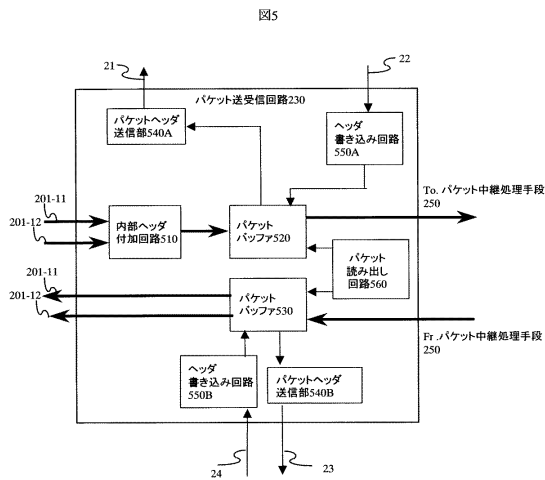 図5
21
22
パケット送受信回路230
パケットヘッダ
送信部540A
ヘッダ
書き込み回路
550A
201-11
201-12
内部ヘッダ
付加回路510
パケット
バッファ520
To. パケット中継処理手段
250
パケット
読み出し
回路560
201-11
201-12
パケット
バッファ530
Fr .パケット中継処理手段
250
ヘッダ
書き込み回路
550B
パケットヘッダ
送信部540B
24
23